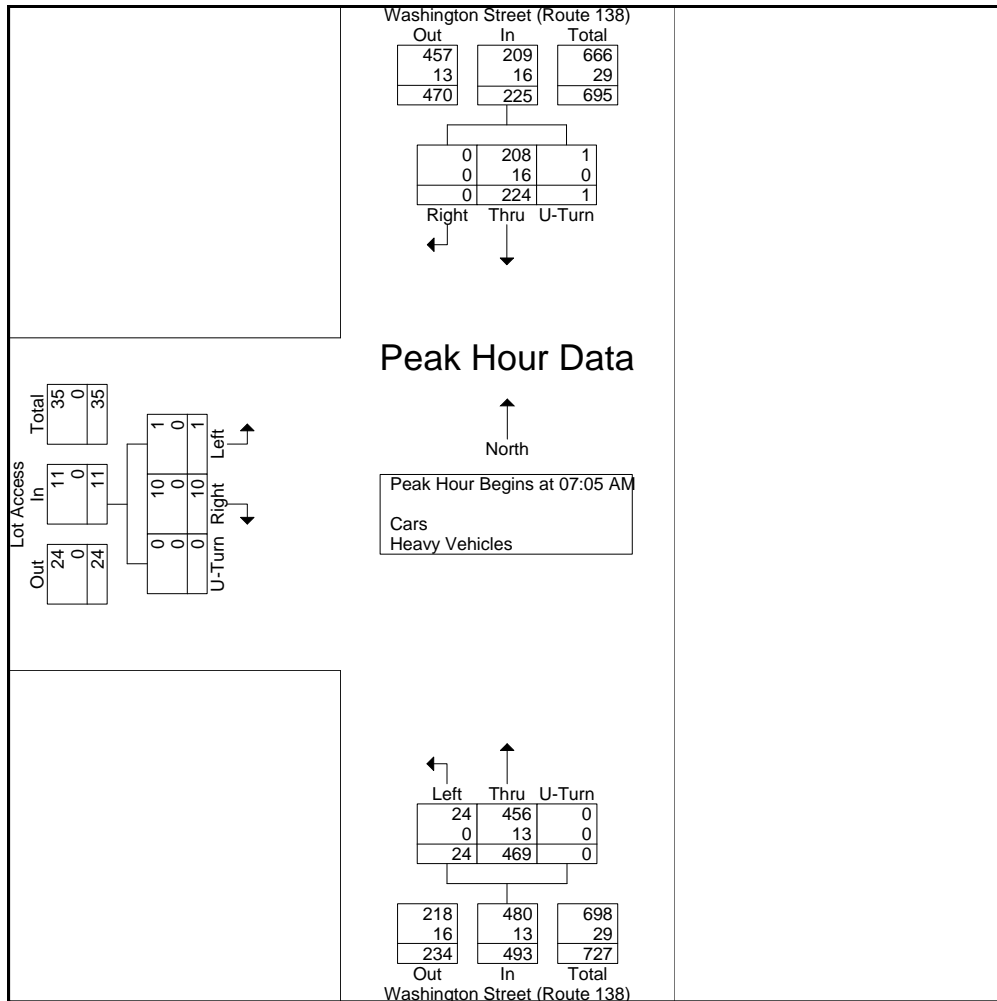 Washington Street (Route 138)
Out In Total
457 209 666
13 16 29
470 225 695
0 208 1
0 16 0
0 224 1
Right Thru U-Turn
Peak Hour Data
North
Peak Hour Begins at 07:05 AM
Cars
Heavy Vehicles
Lot Access
Out In Total
24 11 35
0 0 0
24 11 35
0 10 1
0 0 0
0 10 1
U-Turn Right Left
Left Thru U-Turn
24 456 0
0 13 0
24 469 0
218 480 698
16 13 29
234 493 727
Out In Total
Washington Street (Route 138)